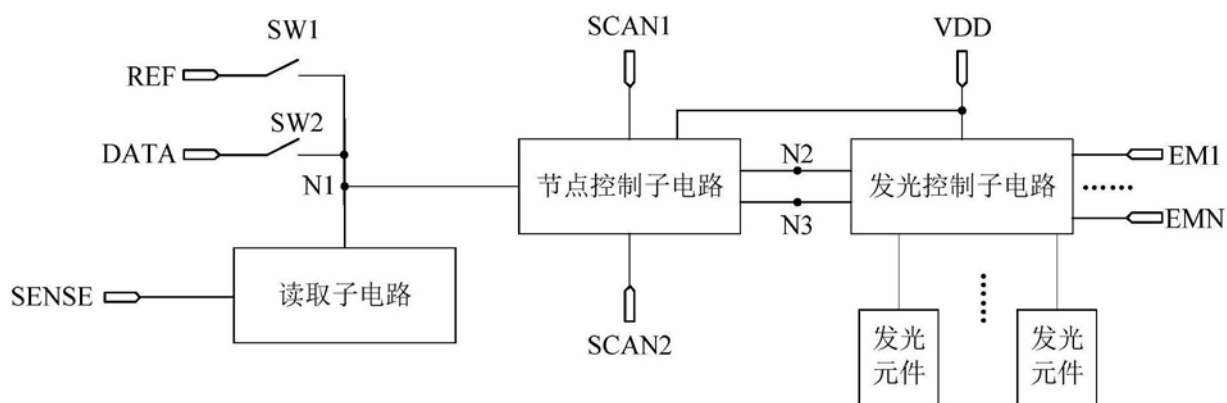 SCAN1
VDD
SW1
REF
SW2
DATA
N1
节点控制子电路
N2
N3
发光控制子电路
EM1
......
EMN
SENSE
读取子电路
SCAN2
......
发光
元件
发光
元件